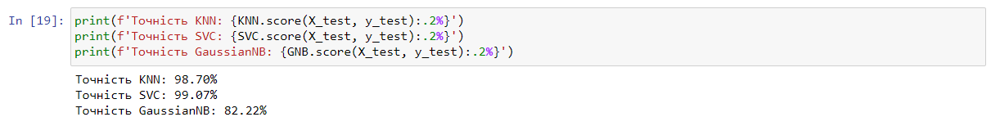 In [19]: print(f'Точність KNN: {KNN.score(X_test, y_test):.2%}')
print(f'Точність SVC: {SVC.score(X_test, y_test):.2%}')
print(f'Точність GaussianNB: {GNB.score(X_test, y_test):.2%}')
Точність KNN: 98.70%
Точність SVC: 99.07%
Точність GaussianNB: 82.22%